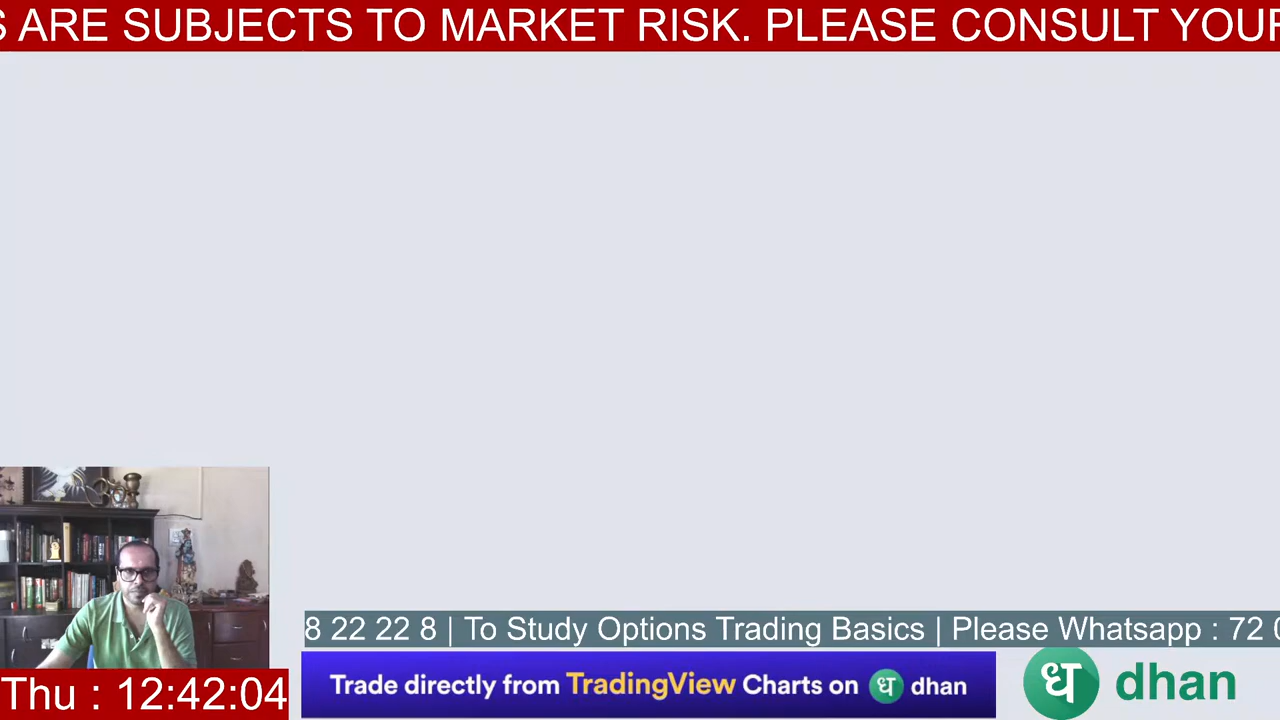 ARE SUBJECTS TO MARKET RISK. PLEASE CONSULT YOUR
8 22 22 8 | To Study Options Trading Basics | Please Whatsapp : 72
Trade directly from TradingView Charts on ध dhan
ध dhan
Thu : 12:42:04